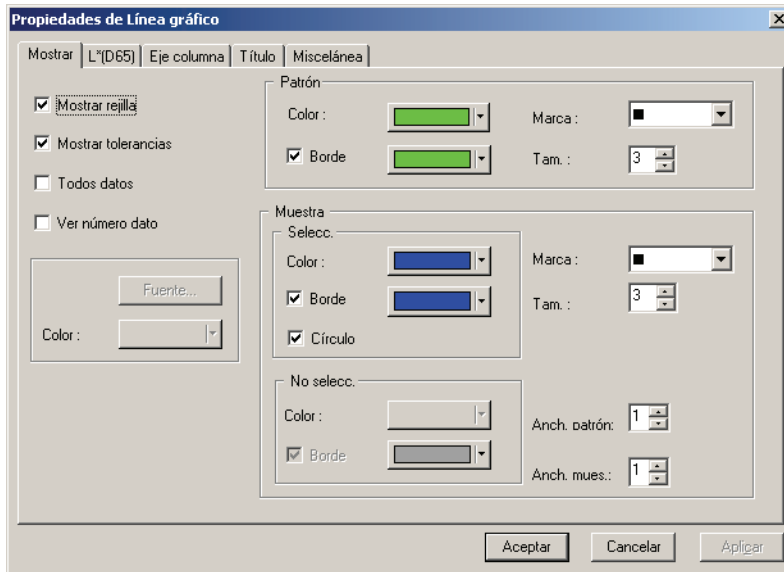 Propiedades de Línea gráfico
Mostrar
L*(D65)
Eje columna
Título
Miscelánea
Mostrar rejilla
Mostrar tolerancias
Todos datos
Ver número dato
Fuente...
Color :
Patrón
Color :
Marca :
Borde
Tam. :
3
Muestra
Selecc.
Color :
Marca :
Borde
Tam. :
3
Círculo
No selecc.
Color :
Anch. patrón:
1
Borde
Anch. mues.:
1
Aceptar
Cancelar
Aplicar